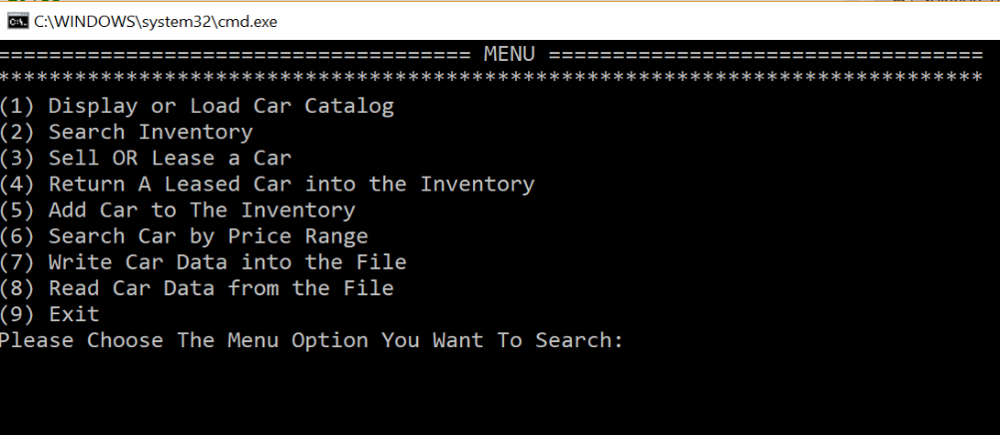 C:\WINDOWS\system32\cmd.exe
===================================== MENU ==================================
*****************************************************************************
(1) Display or Load Car Catalog
(2) Search Inventory
(3) Sell OR Lease a Car
(4) Return A Leased Car into the Inventory
(5) Add Car to The Inventory
(6) Search Car by Price Range
(7) Write Car Data into the File
(8) Read Car Data from the File
(9) Exit
Please Choose The Menu Option You Want To Search: